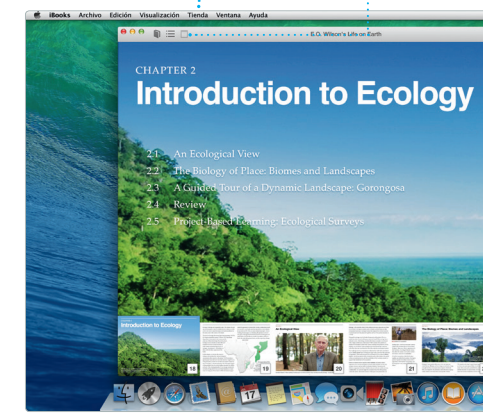 iBooks Archivo Edición Visualización Tienda Ventana Ayuda
E.O. Wilson's Life on Earth
CHAPTER 2
Introduction to Ecology
2.1 An Ecological View
2.2 The Biology of Place: Biomes and Landscapes
2.3 A Guided Tour of a Dynamic Landscape: Gorongosa
2.4 Review
2.5 Project-Based Learning: Ecological Surveys
Introduction to Ecology
An Ecological View
The Biology of Place: Biomes and Landscapes
18
19
20
21
17